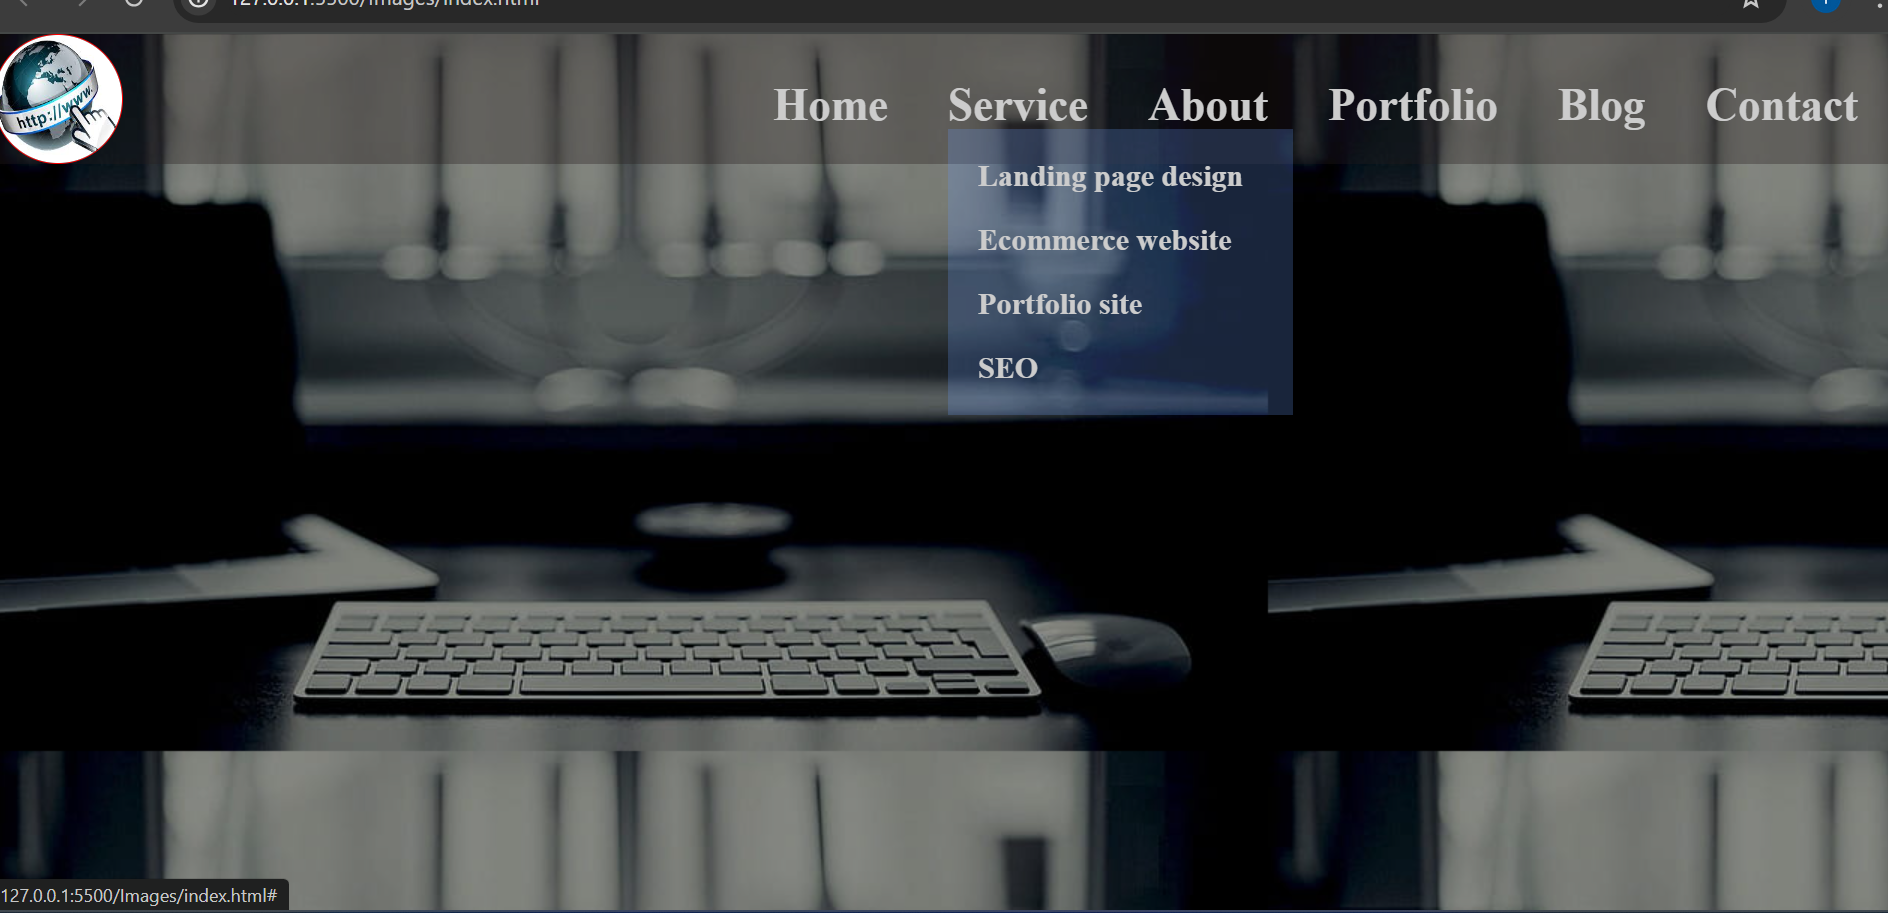 127.0.0.1:5500/Images/index.html
http://www.
Home Service About Portfolio Blog Contact
Landing page design
Ecommerce website
Portfolio site
SEO
127.0.0.1:5500/Images/index.html#